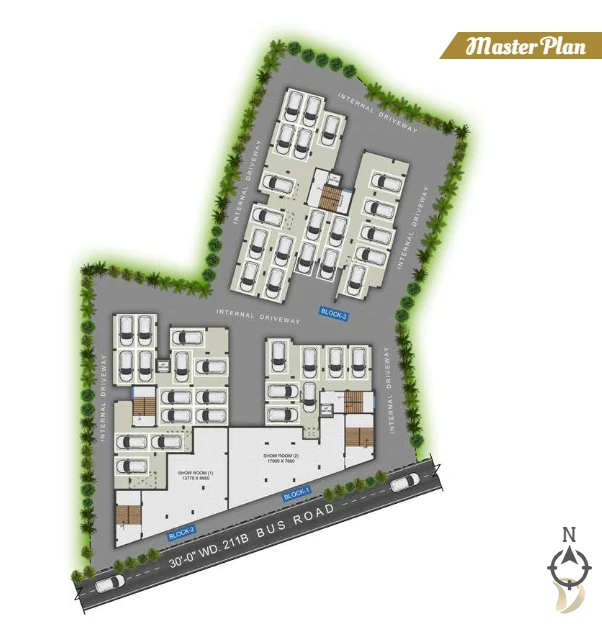 Master Plan
INTERNAL DRIVEWAY
INTERNAL DRIVEWAY
INTERNAL DRIVEWAY
BLOCK-3
INTERNAL DRIVEWAY
INTERNAL DRIVEWAY
INTERNAL DRIVEWAY
SHOW ROOM (2)
SHOW ROOM (1)
BLOCK-1
BLOCK-2
30'-0" WD. 211B BUS ROAD
N